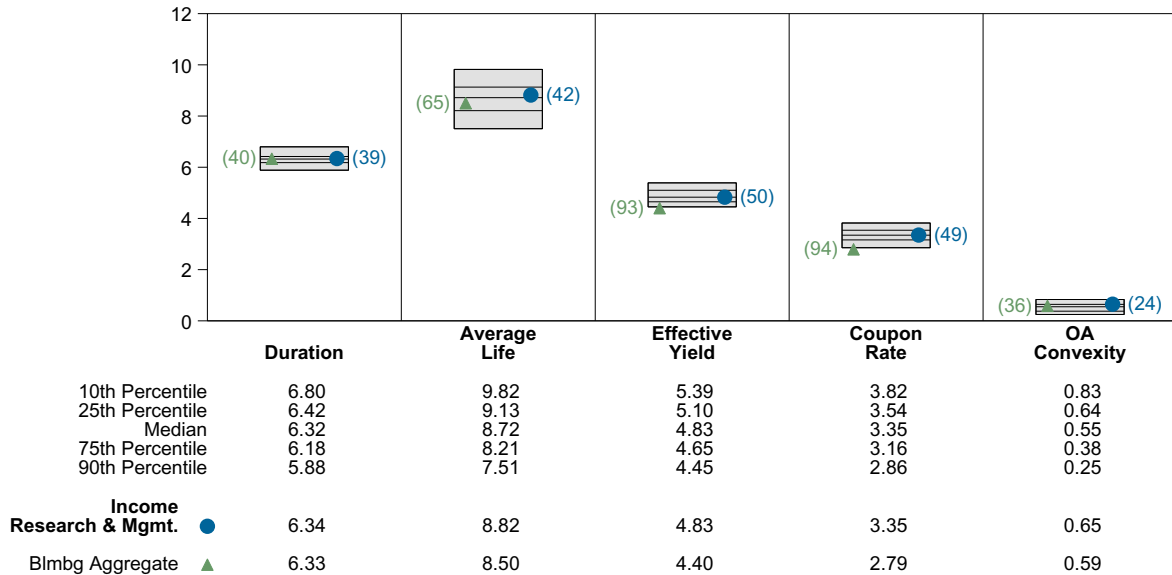 12
10
8
6
4
2
0
(40)
(39)
(65)
(42)
(93)
(50)
(94)
(49)
(36)
(24)
Duration
Average
Life
Effective
Yield
Coupon
Rate
OA
Convexity
10th Percentile 6.80 9.82 5.39 3.82 0.83
25th Percentile 6.42 9.13 5.10 3.54 0.64
Median 6.32 8.72 4.83 3.35 0.55
75th Percentile 6.18 8.21 4.65 3.16 0.38
90th Percentile 5.88 7.51 4.45 2.86 0.25
Income
Research & Mgmt. 6.34 8.82 4.83 3.35 0.65
Blmbg Aggregate 6.33 8.50 4.40 2.79 0.59